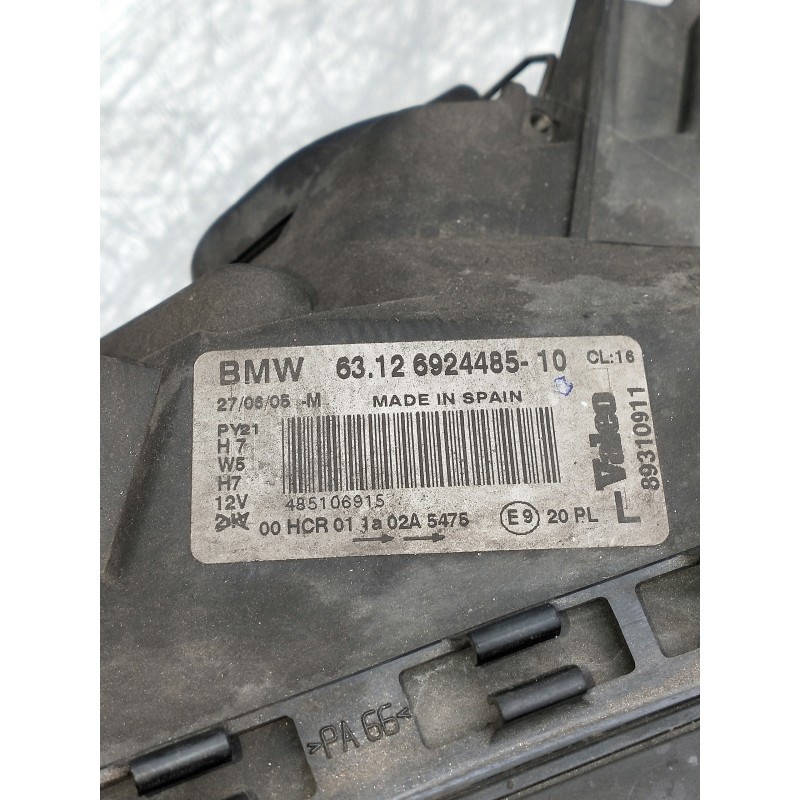 BMW 63.12 6924485-10 CL:16
27/06/05 -M MADE IN SPAIN
PY21
H7
W5
H7
12V 485106915
00 HCR 01 1a 02A 5475 E9 20 PL
L Valeo
89310911
>PA 66<